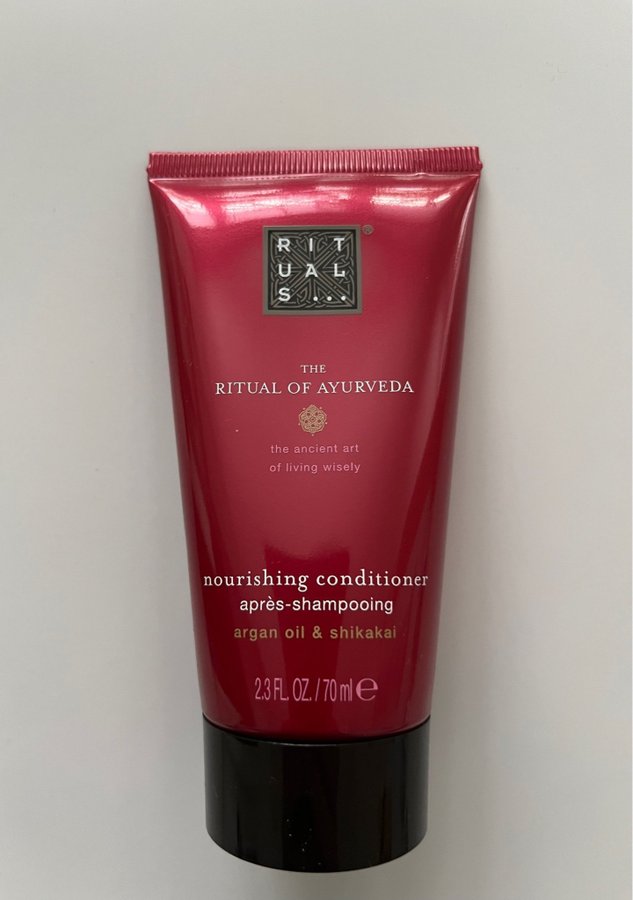 RIT
UAL
S...
®
THE
RITUAL OF AYURVEDA
the ancient art
of living wisely
nourishing conditioner
après-shampooing
argan oil & shikakai
2.3 FL. OZ. / 70 ml ℮